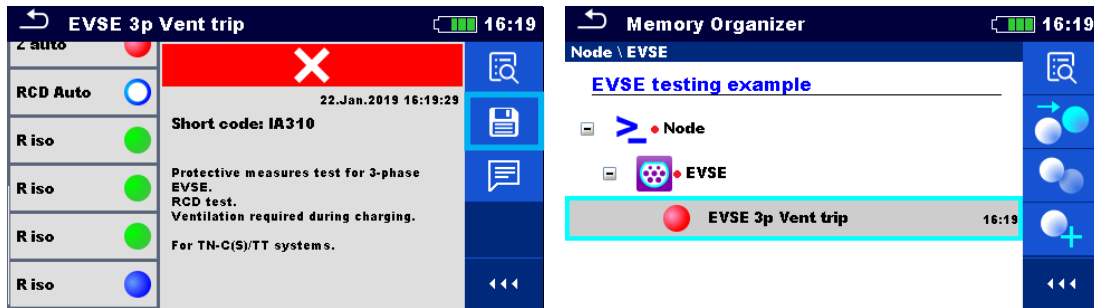 EVSE 3p Vent trip
16:19
Z auto
RCD Auto
R iso
R iso
R iso
R iso
22.Jan.2019 16:19:29
Short code: IA310
Protective measures test for 3-phase
EVSE.
RCD test.
Ventilation required during charging.
For TN-C(S)/TT systems.
Memory Organizer
16:19
Node \ EVSE
EVSE testing example
Node
EVSE
EVSE 3p Vent trip
16:19